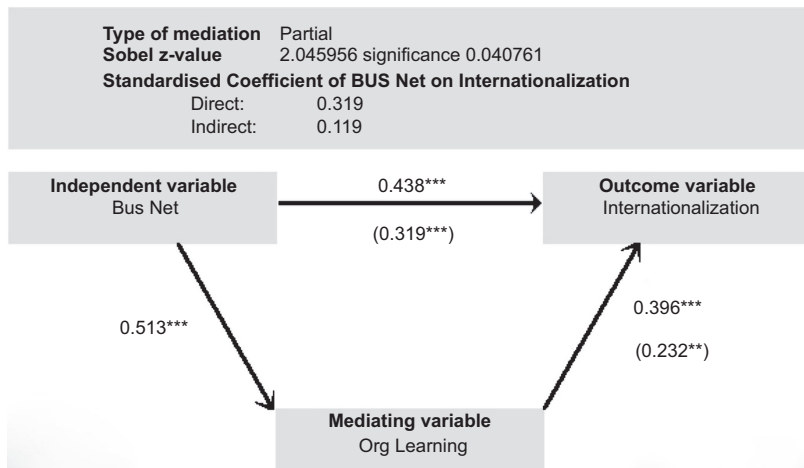 Type of mediation Partial
Sobel z-value 2.045956 significance 0.040761
Standardised Coefficient of BUS Net on Internationalization
Direct: 0.319
Indirect: 0.119
Independent variable
Bus Net
0.438***
(0.319***)
Outcome variable
Internationalization
0.513***
0.396***
(0.232**)
Mediating variable
Org Learning